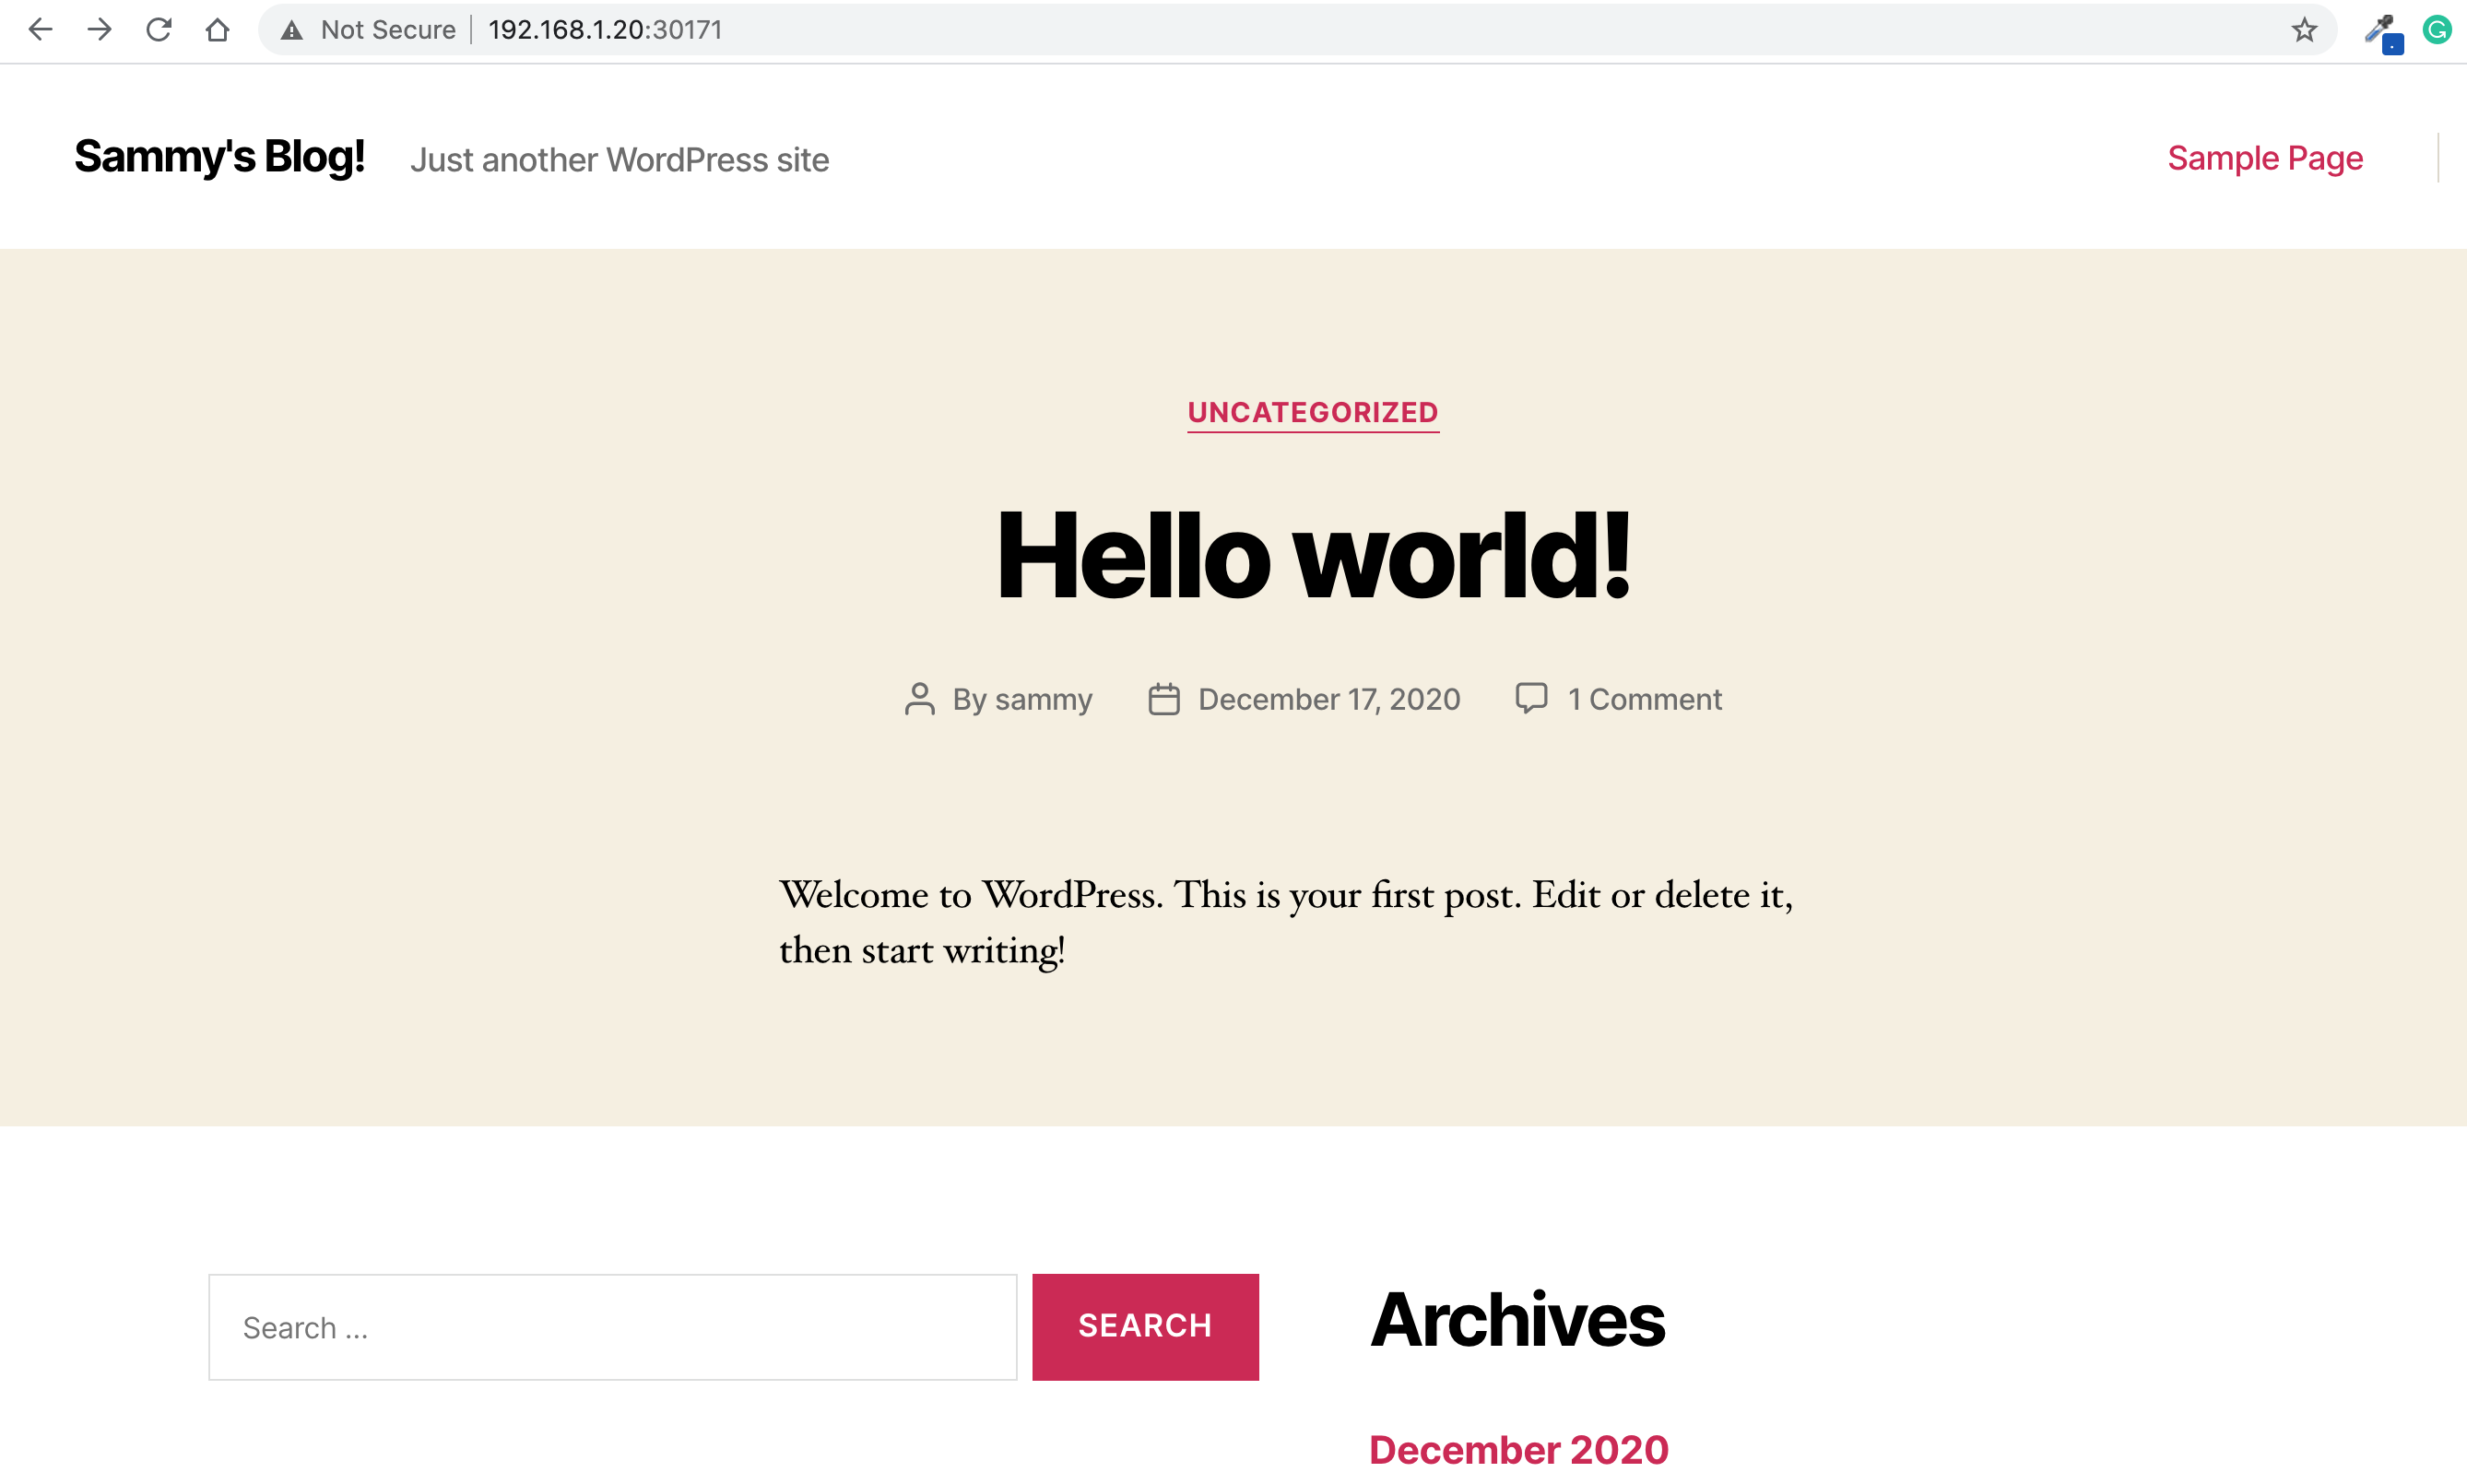 Not Secure 192.168.1.20:30171
Sammy's Blog! Just another WordPress site Sample Page
UNCATEGORIZED
Hello world!
By sammy December 17, 2020 1 Comment
Welcome to WordPress. This is your first post. Edit or delete it,
then start writing!
Search ... SEARCH Archives
December 2020